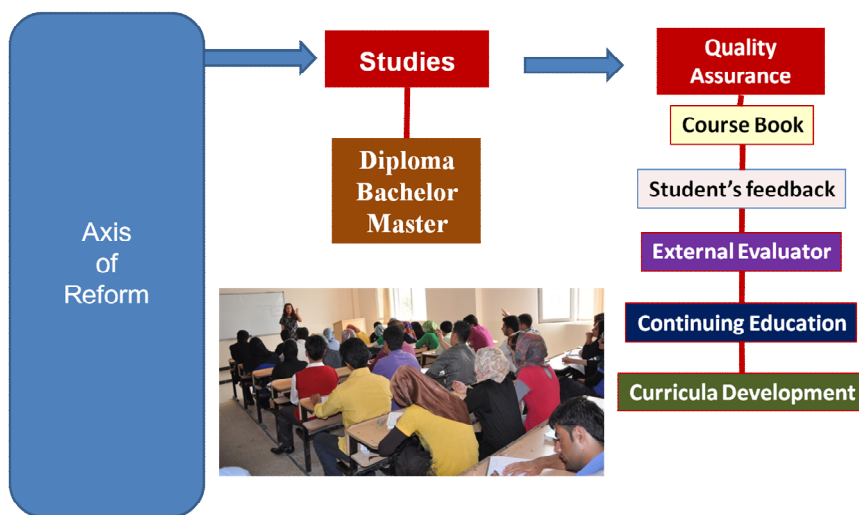 Axis
of
Reform
Studies
Diploma
Bachelor
Master
Quality
Assurance
Course Book
Student’s feedback
External Evaluator
Continuing Education
Curricula Development